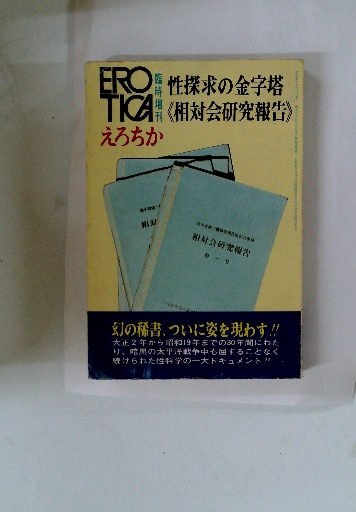 EROTICA
えろちか
臨時増刊
性探求の金字塔
《相対会研究報告》
相対会研究報告
第一号
幻の稀書、ついに姿を現わす!!
大正2年から昭和19年までの30年間にわた
り、暗黒の太平洋戦争中も屈することなく
続けられた性科学の一大ドキュメント!!